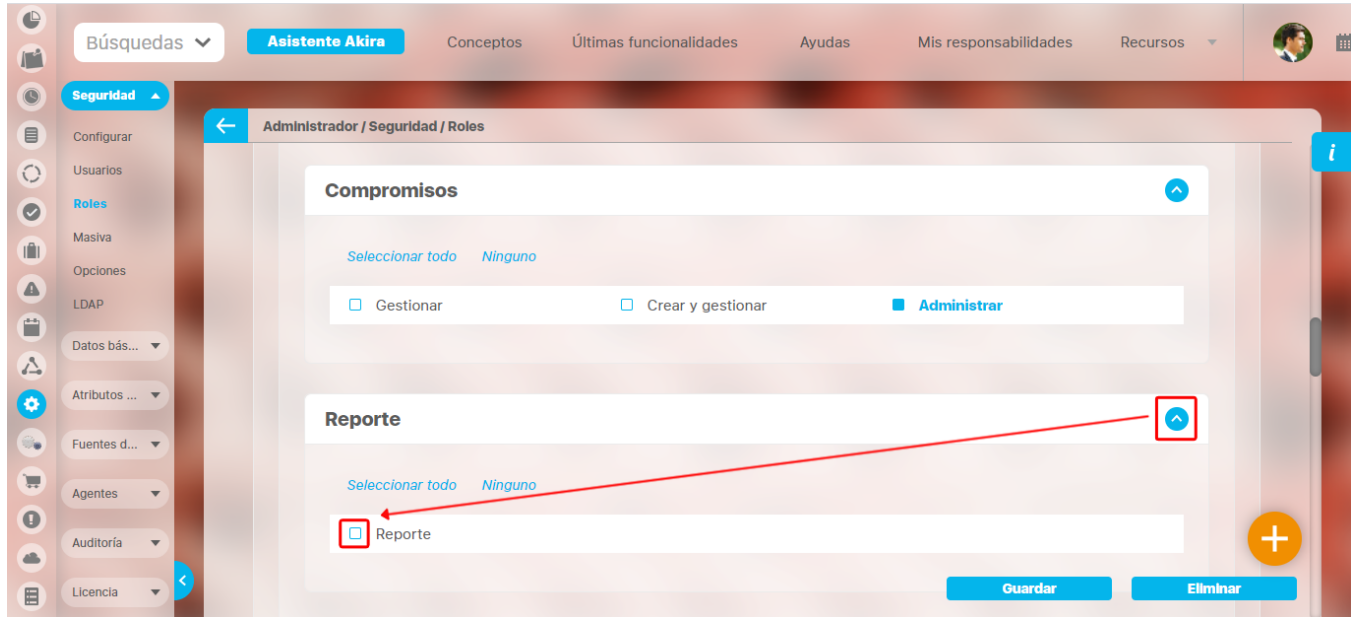 Búsquedas
Asistente Akira
Conceptos
Últimas funcionalidades
Ayudas
Mis responsabilidades
Recursos
Seguridad
Configurar
Usuarios
Roles
Masiva
Opciones
LDAP
Datos bás...
Atributos ...
Fuentes d...
Agentes
Auditoría
Licencia
Administrador / Seguridad / Roles
i
Compromisos
Seleccionar todo Ninguno
Gestionar Crear y gestionar Administrar
Reporte
Seleccionar todo Ninguno
Reporte
Guardar Eliminar